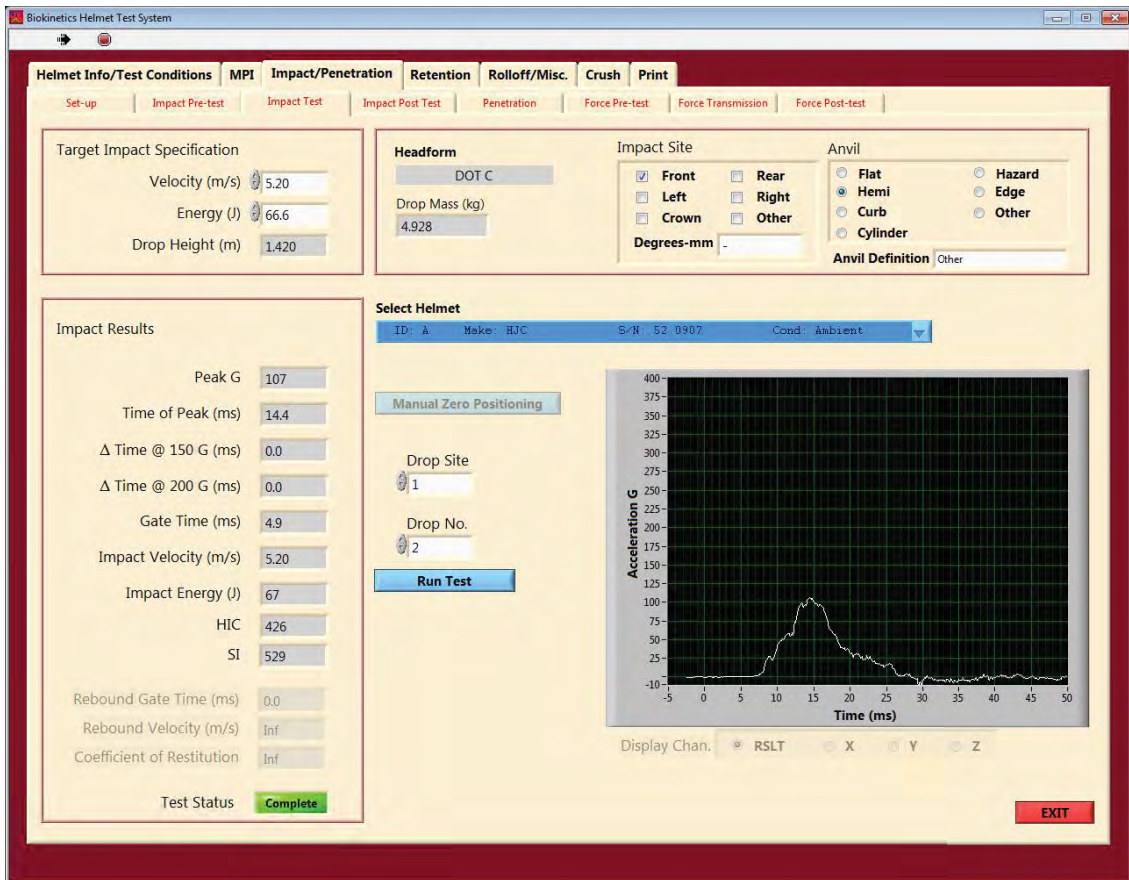 Biokinetics Helmet Test System
Helmet Info/Test Conditions MPI Impact/Penetration Retention Rolloff/Misc. Crush Print
Set-up Impact Pre-test Impact Test Impact Post Test Penetration Force Pre-test Force Transmission Force Post-test
Target Impact Specification
Velocity (m/s) 5.20
Energy (J) 66.6
Drop Height (m) 1.420
Headform
DOT C
Drop Mass (kg)
4.928
Impact Site
Front Rear
Left Right
Crown Other
Degrees-mm -
Anvil
Flat Hazard
Hemi Edge
Curb Other
Cylinder
Anvil Definition Other
Select Helmet
ID: A Make: HJC S/N: 52 0907 Cond: Ambient
Impact Results
Peak G 107
Time of Peak (ms) 14.4
Δ Time @ 150 G (ms) 0.0
Δ Time @ 200 G (ms) 0.0
Gate Time (ms) 4.9
Impact Velocity (m/s) 5.20
Impact Energy (J) 67
HIC 426
SI 529
Rebound Gate Time (ms) 0.0
Rebound Velocity (m/s) Inf
Coefficient of Restitution Inf
Test Status Complete
Manual Zero Positioning
Drop Site
1
Drop No.
2
Run Test
Acceleration G
400
375
350
325
300
275
250
225
200
175
150
125
100
75
50
25
-10
-5 0 5 10 15 20 25 30 35 40 45 50
Time (ms)
Display Chan. RSLT X Y Z
EXIT